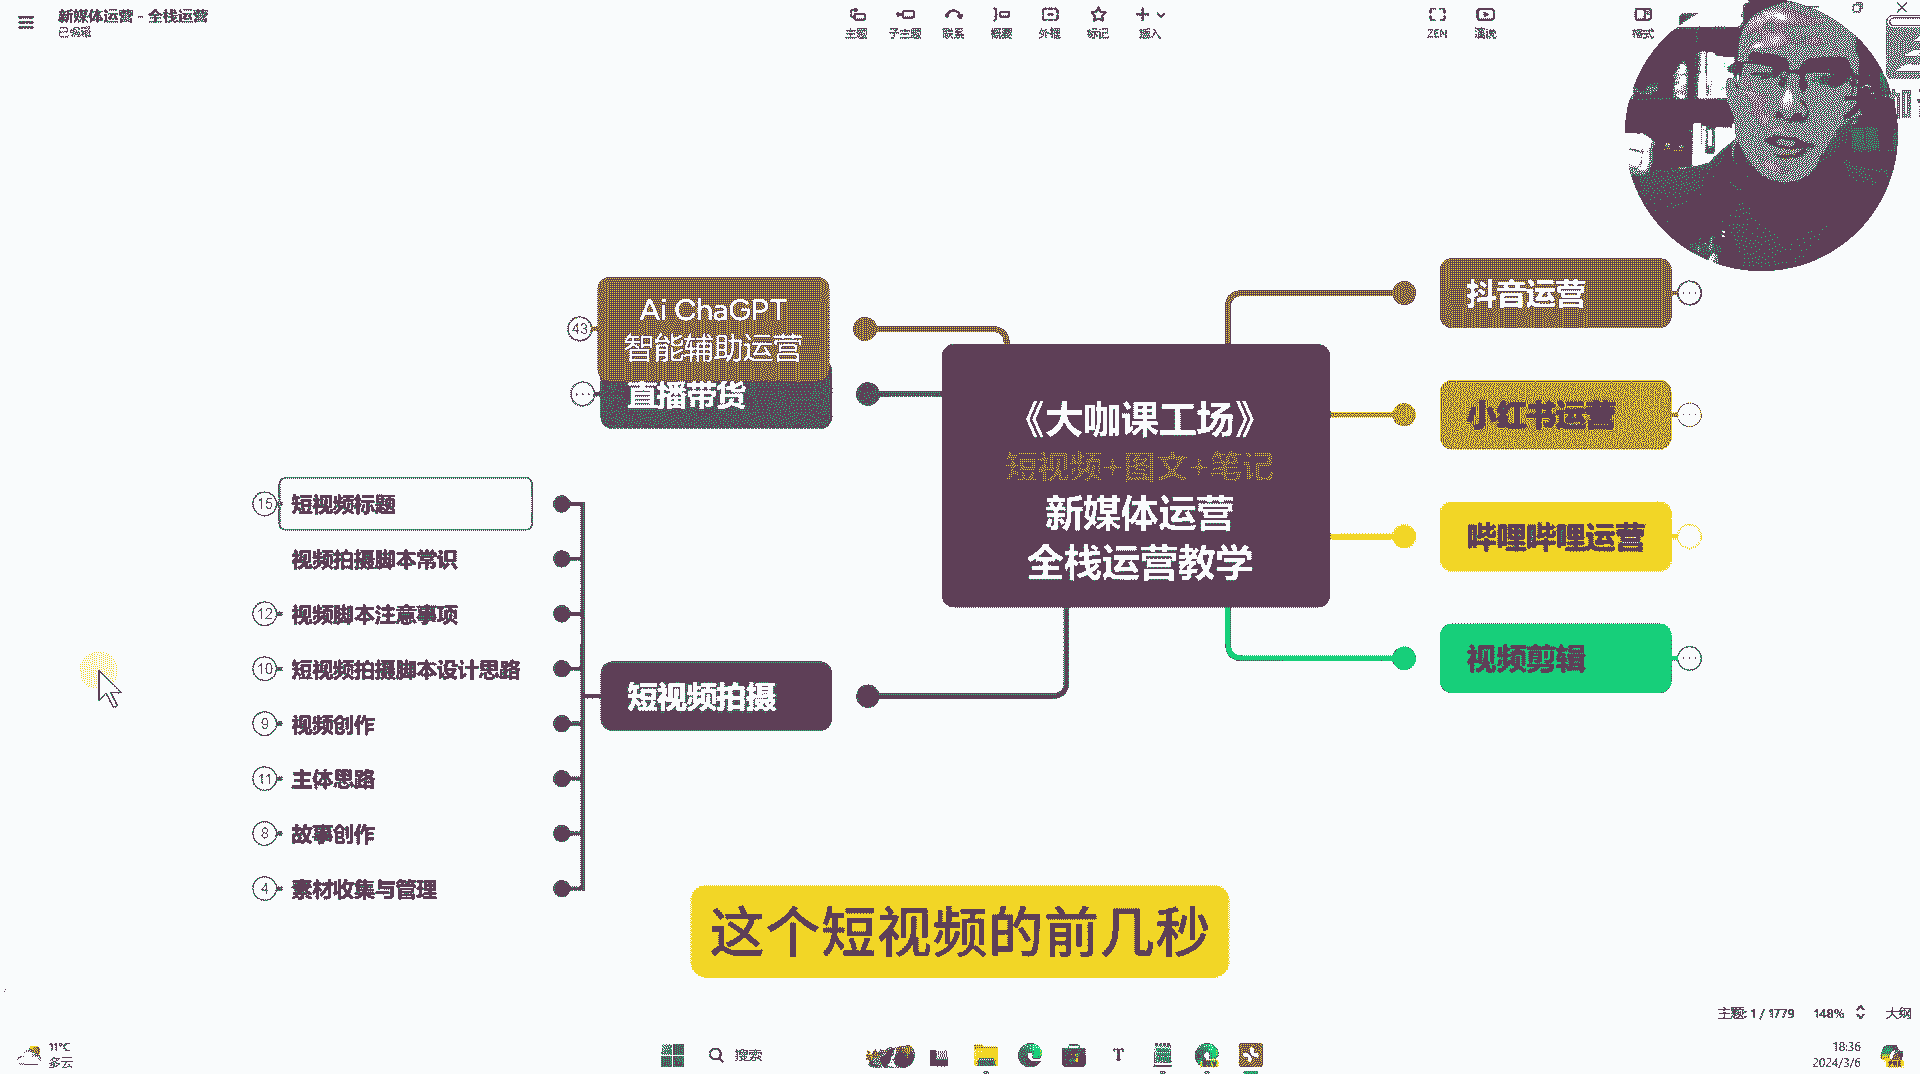 新媒体运营 - 全栈运营
已编辑
主题
子主题
联系
概要
外框
标记
插入
ZEN
演说
格式
43
Ai ChaGPT
智能辅助运营
直播带货
15
短视频标题
视频拍摄脚本常识
12
视频脚本注意事项
10
短视频拍摄脚本设计思路
9
视频创作
11
主体思路
8
故事创作
4
素材收集与管理
短视频拍摄
《大咖课工场》
短视频+图文+笔记
新媒体运营
全栈运营教学
抖音运营
小红书运营
哔哩哔哩运营
视频剪辑
这个短视频的前几秒
主题: 1 / 1779
148%
大纲
11°C
多云
搜索
18:36
2024/3/6